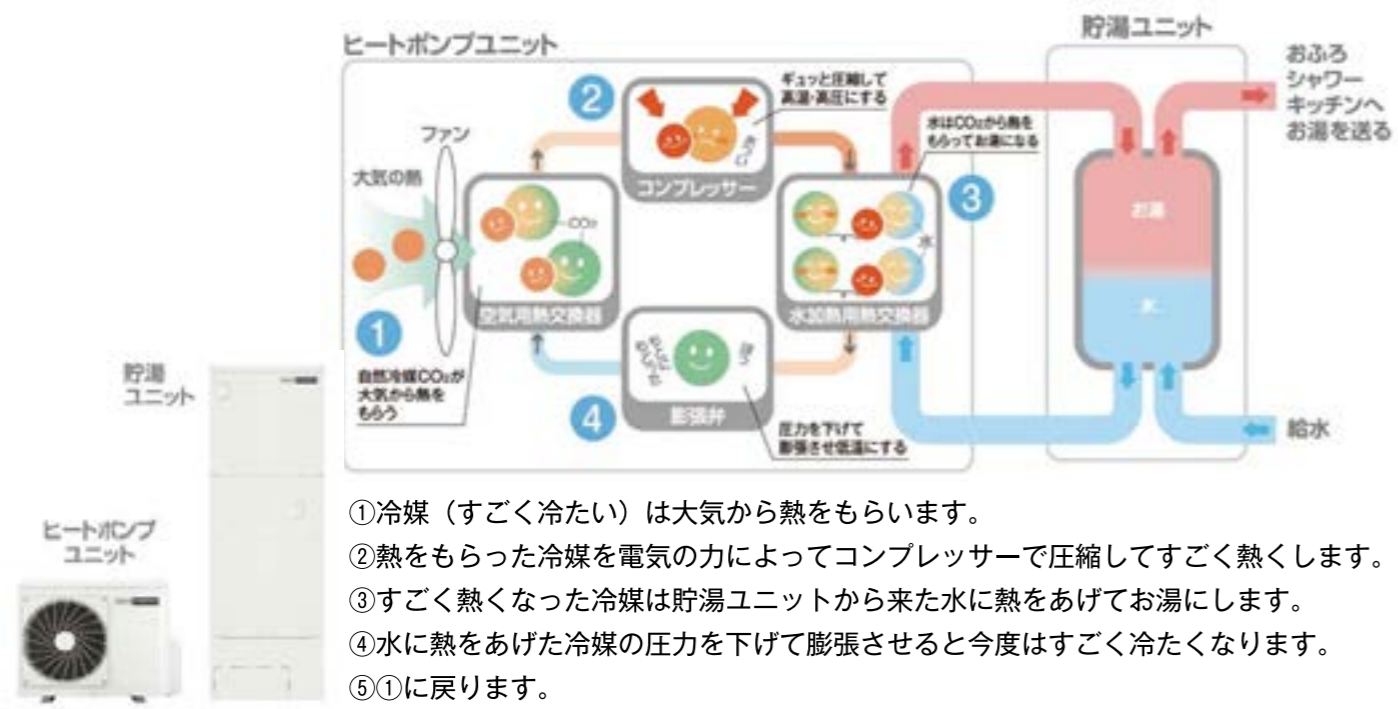 ヒートポンプユニット
貯湯ユニット
おふろ
シャワー
キッチンへ
お湯を送る
②
ギュッと圧縮して
高温・高圧にする
あつい
コンプレッサー
水はCO₂から熱を
もらってお湯になる
③
ファン
大気の熱
CO₂
水
空気用熱交換器
水加熱用熱交換器
お湯
水
①
自然冷媒CO₂が
大気から熱を
もらう
④
膨張弁
圧力を下げて
膨張させ低温にする
給水
貯湯
ユニット
ヒートポンプ
ユニット
①冷媒（すごく冷たい）は大気から熱をもらいます。
②熱をもらった冷媒を電気の力によってコンプレッサーで圧縮してすごく熱くします。
③すごく熱くなった冷媒は貯湯ユニットから来た水に熱をあげてお湯にします。
④水に熱をあげた冷媒の圧力を下げて膨張させると今度はすごく冷たくなります。
⑤①に戻ります。